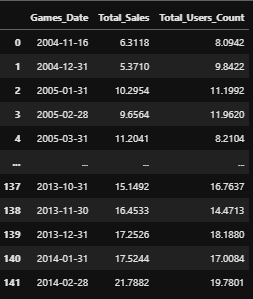 Games_Date Total_Sales Total_Users_Count
0 2004-11-16 6.3118 8.0942
1 2004-12-31 5.3710 9.8422
2 2005-01-31 10.2954 11.1992
3 2005-02-28 9.6564 11.9620
4 2005-03-31 11.2041 8.2104
... ... ... ...
137 2013-10-31 15.1492 16.7637
138 2013-11-30 16.4533 14.4713
139 2013-12-31 17.2526 18.1880
140 2014-01-31 17.5244 17.0084
141 2014-02-28 21.7882 19.7801